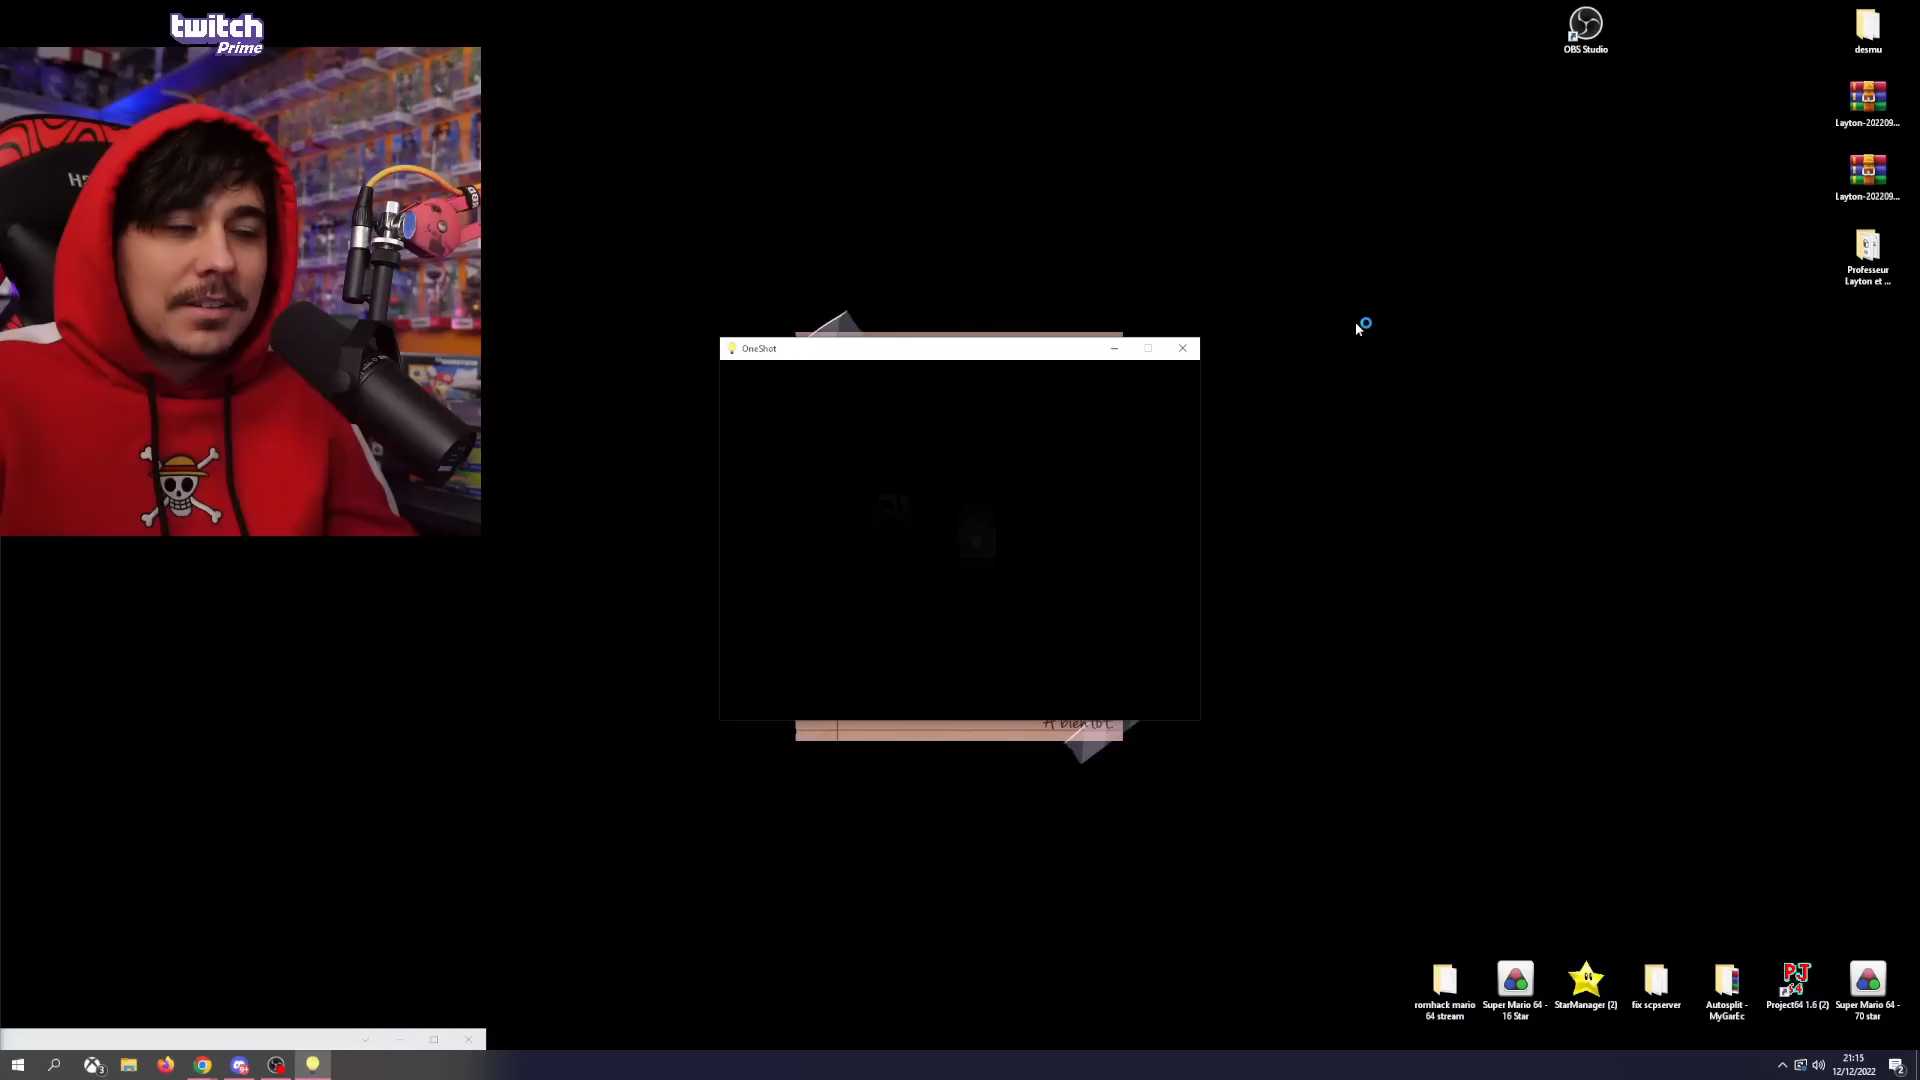 twitch
Prime
OBS Studio
desmu
Layton-202209...
Layton-202209...
Professeur
Layton et ...
OneShot
A bientot.
romhack mario
64 stream
Super Mario 64 -
16 Star
StarManager (2)
fix scpserver
Autosplit -
MyGarEc
Project64 1.6 (2)
Super Mario 64 -
70 star
21:15
12/12/2022